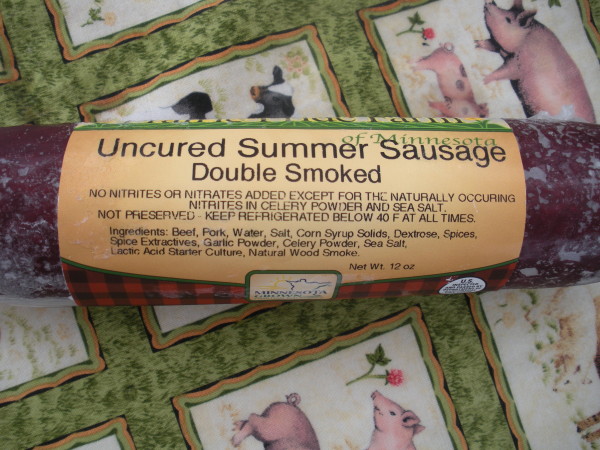 of Minnesota
Uncured Summer Sausage
Double Smoked
NO NITRITES OR NITRATES ADDED EXCEPT FOR THE NATURALLY OCCURING
NITRITES IN CELERY POWDER AND SEA SALT.
NOT PRESERVED - KEEP REFRIGERATED BELOW 40 F AT ALL TIMES.
Ingredients: Beef, Pork, Water, Salt, Corn Syrup Solids, Dextrose, Spices,
Spice Extractives, Garlic Powder, Celery Powder, Sea Salt,
Lactic Acid Starter Culture, Natural Wood Smoke.
Net Wt. 12 oz
MINNESOTA
GROWN
U.S.